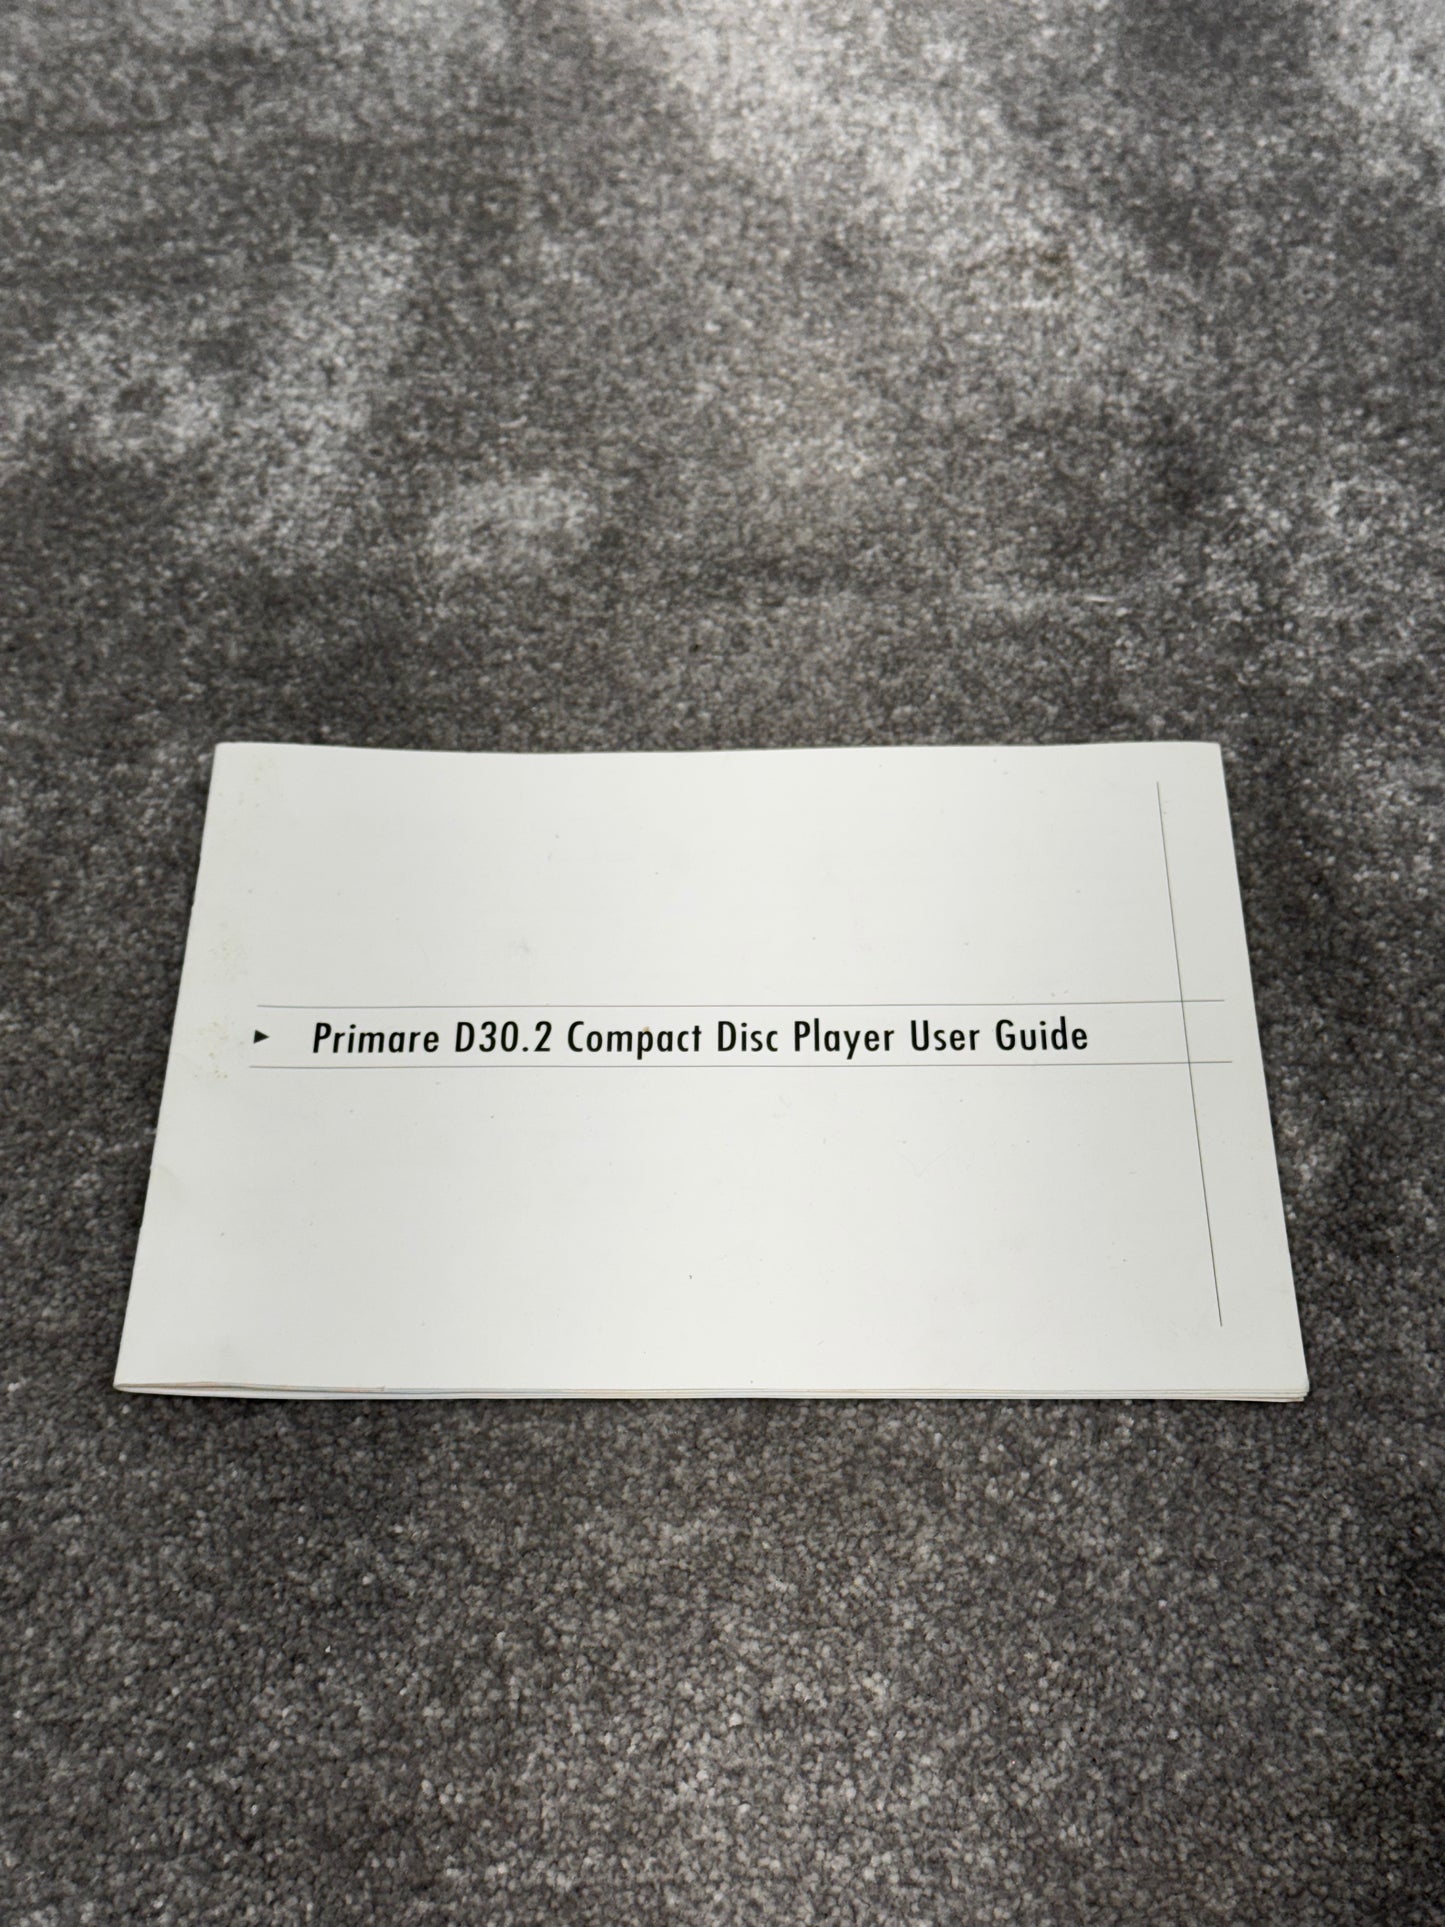 ▶ Primare D30.2 Compact Disc Player User Guide